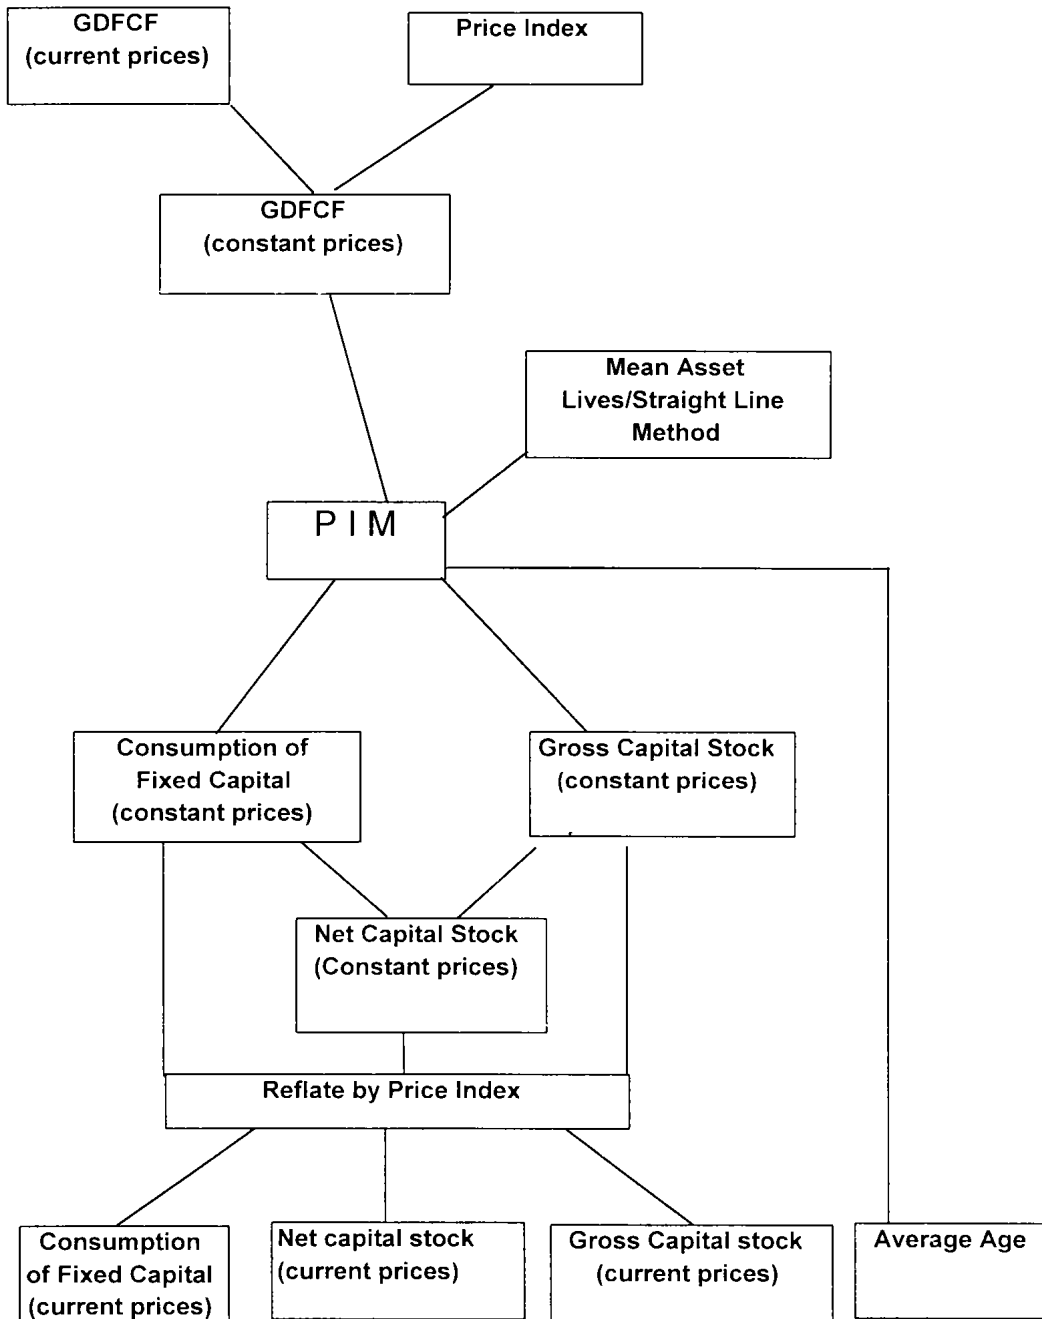 GDFCF
(current prices)
Price Index
GDFCF
(constant prices)
Mean Asset
Lives/Straight Line
Method
P I M
Consumption of
Fixed Capital
(constant prices)
Gross Capital Stock
(constant prices)
Net Capital Stock
(Constant prices)
Reflate by Price Index
Consumption
of Fixed Capital
(current prices)
Net capital stock
(current prices)
Gross Capital stock
(current prices)
Average Age